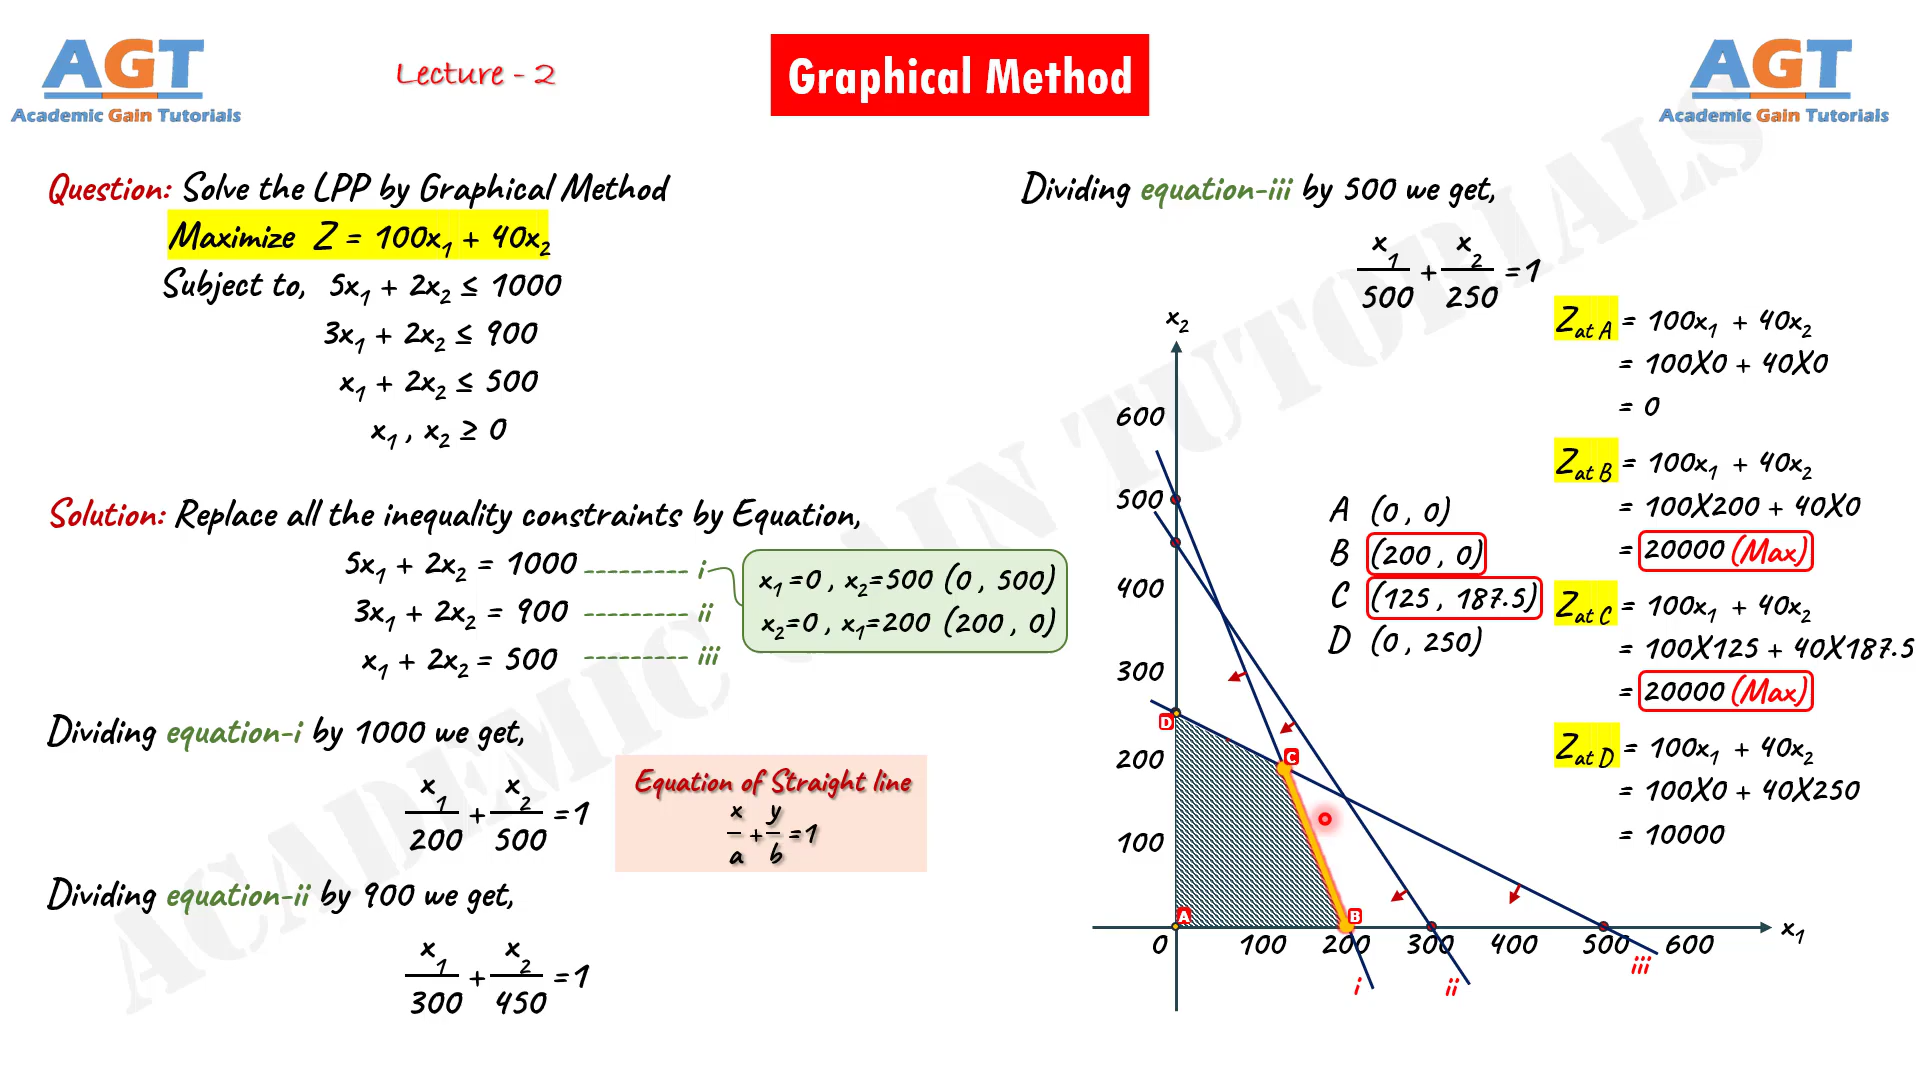 AGT
Academic Gain Tutorials
Lecture - 2
Graphical Method
AGT
Academic Gain Tutorials
ACADEMIC GAIN TUTORIALS
Question: Solve the LPP by Graphical Method
Maximize Z = 100x₁ + 40x₂
Subject to, 5x₁ + 2x₂ ≤ 1000
3x₁ + 2x₂ ≤ 900
x₁ + 2x₂ ≤ 500
x₁ , x₂ ≥ 0
Solution: Replace all the inequality constraints by Equation,
5x₁ + 2x₂ = 1000 --------- i
3x₁ + 2x₂ = 900 --------- ii
x₁ + 2x₂ = 500 --------- iii
x₁ =0 , x₂=500 (0 , 500)
x₂=0 , x₁=200 (200 , 0)
Dividing equation-i by 1000 we get,
x₁/200 + x₂/500 =1
Equation of Straight line
x/a + y/b =1
Dividing equation-ii by 900 we get,
x₁/300 + x₂/450 =1
Dividing equation-iii by 500 we get,
x₁/500 + x₂/250 =1
x₂
600
500
400
300
200
100
0 100 200 300 400 500 600
x₁
D
C
A
B
i
ii
iii
A (0 , 0)
B (200 , 0)
C (125 , 187.5)
D (0 , 250)
Z at A = 100x₁ + 40x₂
= 100X0 + 40X0
= 0
Z at B = 100x₁ + 40x₂
= 100X200 + 40X0
= 20000 (Max)
Z at C = 100x₁ + 40x₂
= 100X125 + 40X187.5
= 20000 (Max)
Z at D = 100x₁ + 40x₂
= 100X0 + 40X250
= 10000